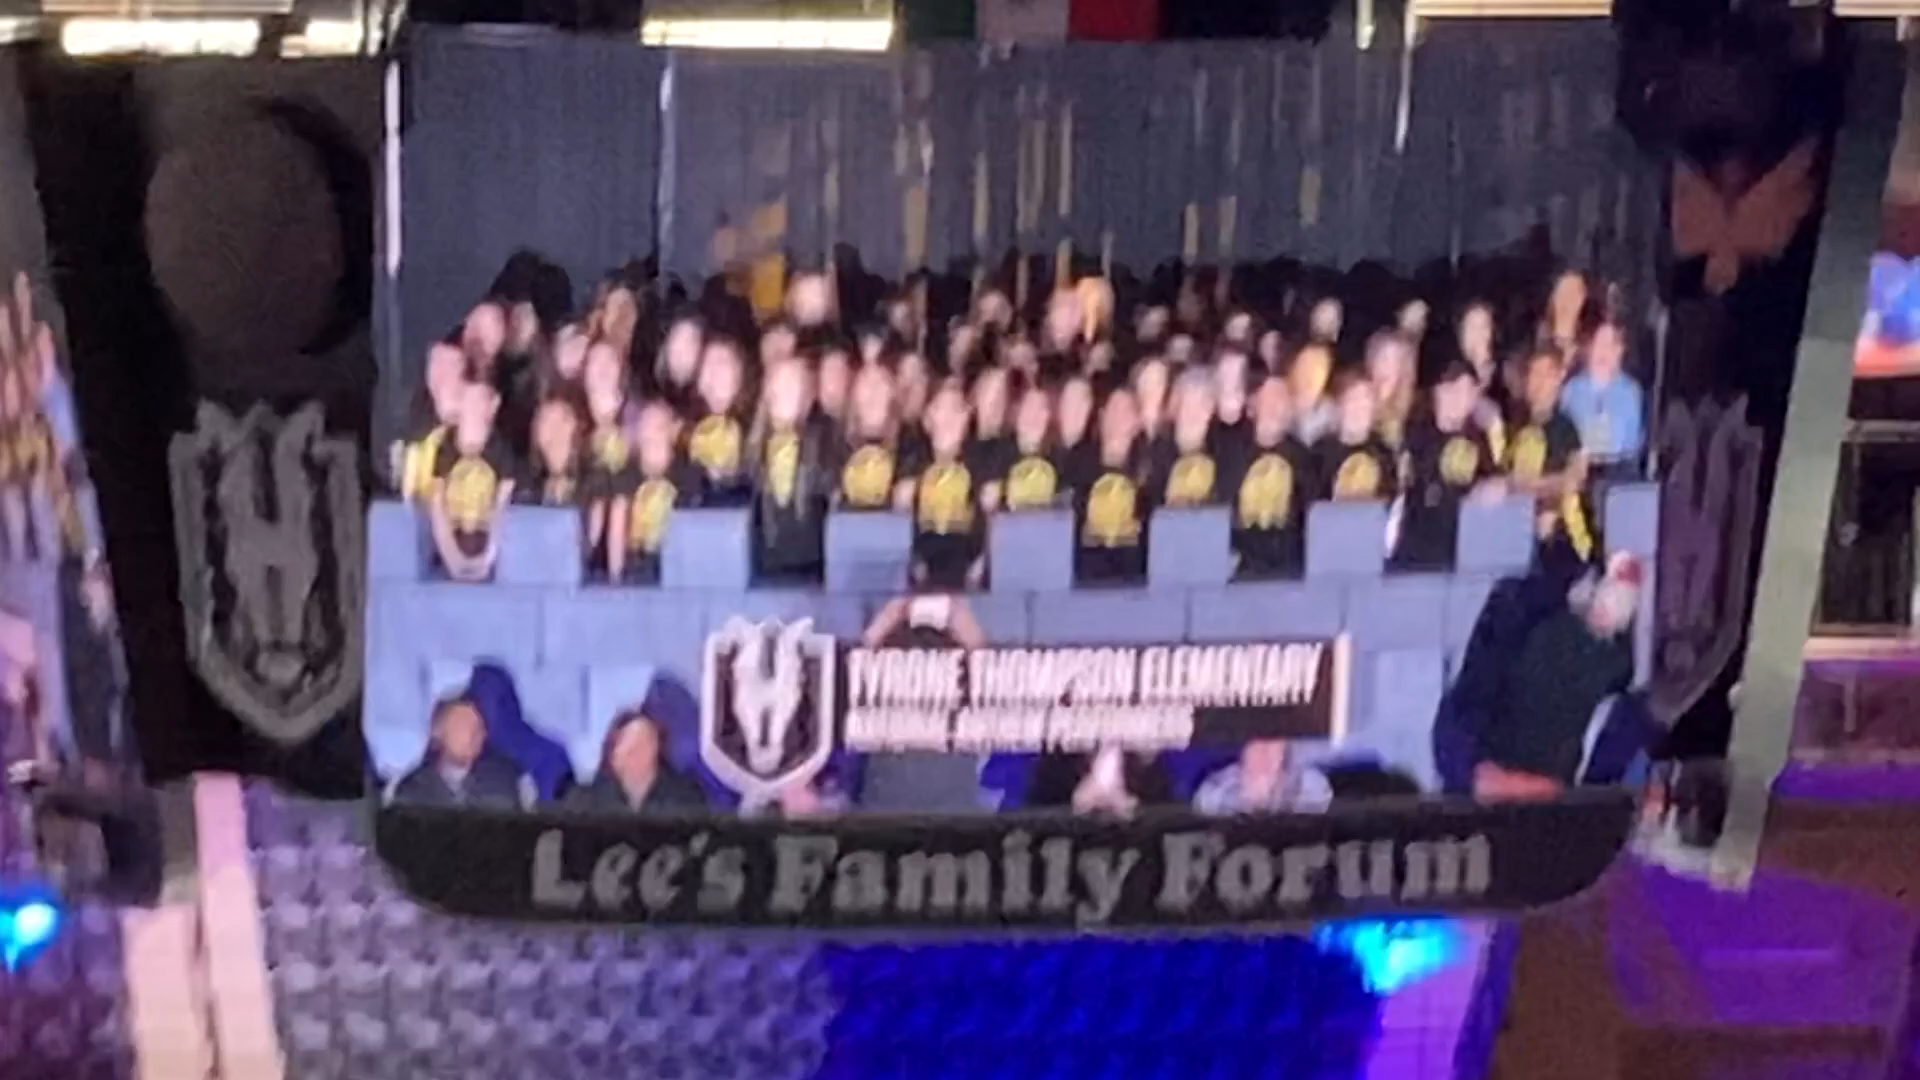 TYRONE THOMPSON ELEMENTARY
NATIONAL ANTHEM PERFORMERS
Lee's Family Forum